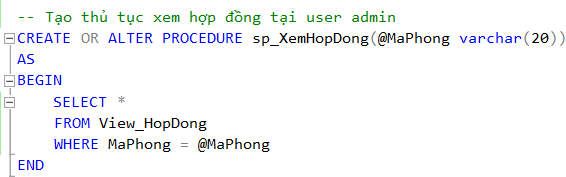 -- Tạo thủ tục xem hợp đồng tại user admin
CREATE OR ALTER PROCEDURE sp_XemHopDong(@MaPhong varchar(20))
AS
BEGIN
    SELECT *
    FROM View_HopDong
    WHERE MaPhong = @MaPhong
END